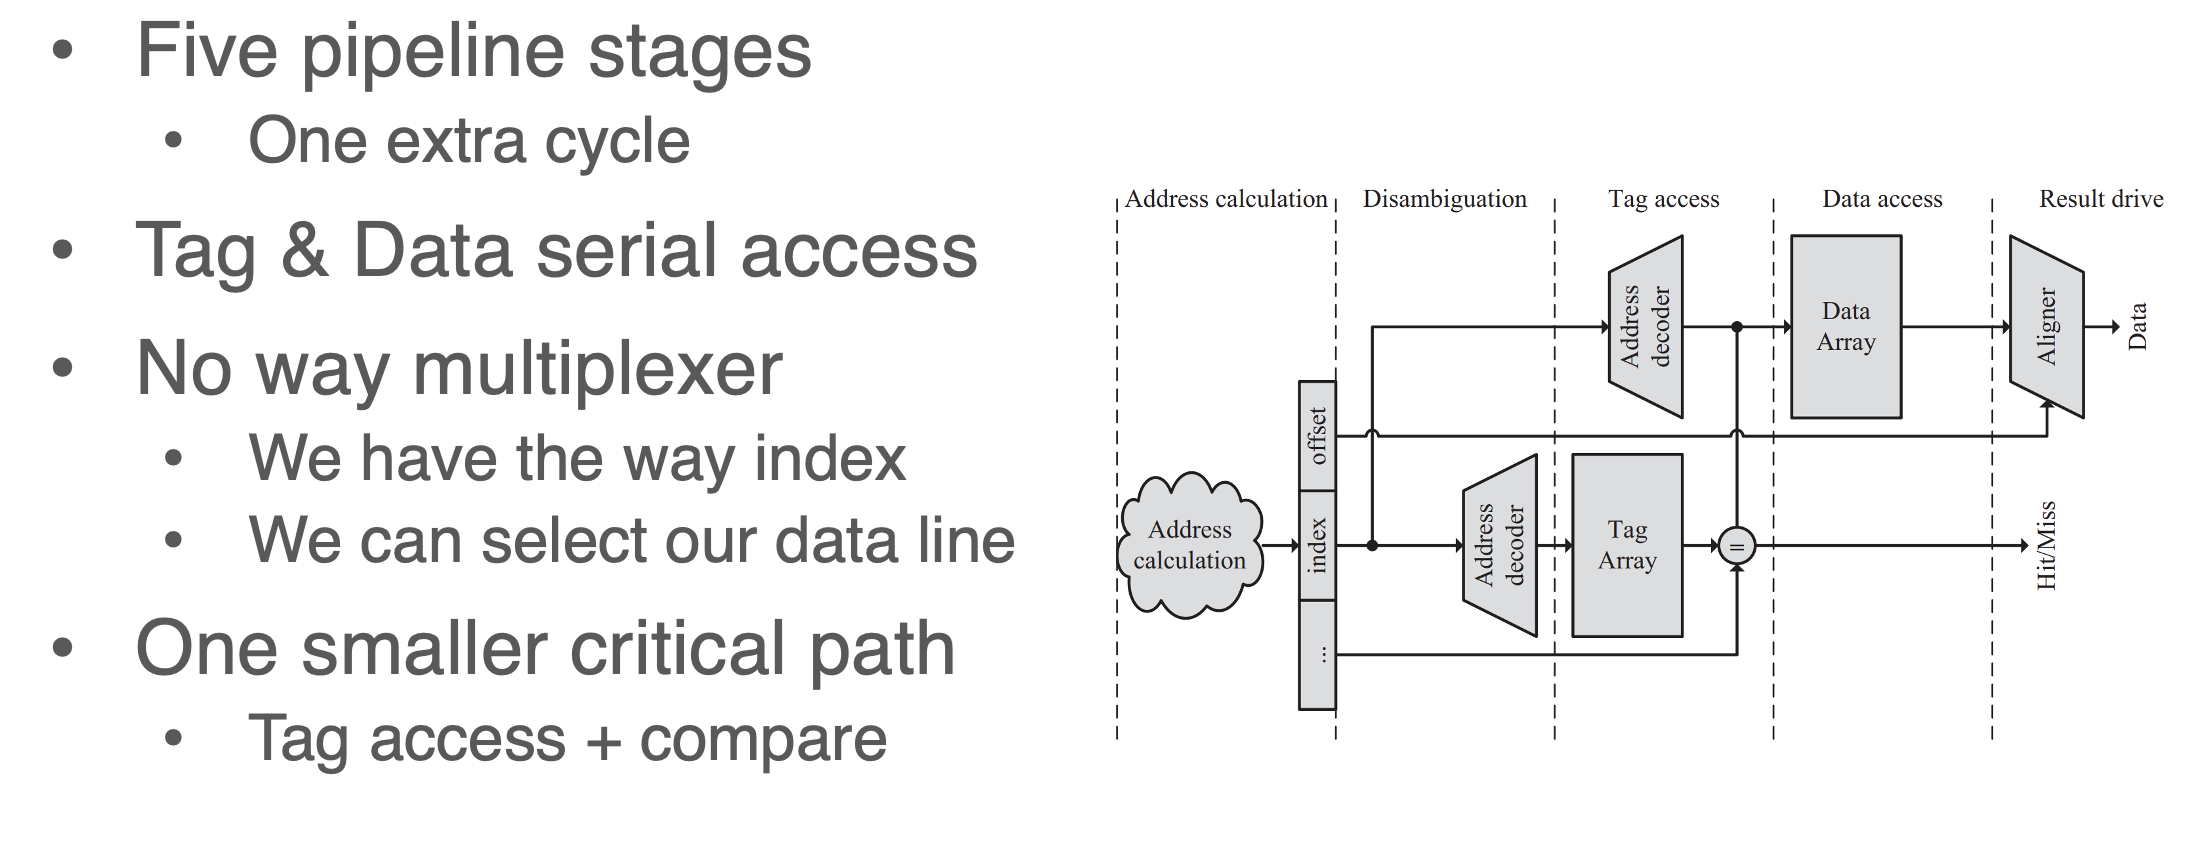 • Five pipeline stages
• One extra cycle
• Tag & Data serial access
• No way multiplexer
• We have the way index
• We can select our data line
• One smaller critical path
• Tag access + compare
Address calculation
Disambiguation
Tag access
Data access
Result drive
Address
decoder
Data
Array
Aligner
Data
offset
index
...
Address
calculation
Address
decoder
Tag
Array
=
Hit/Miss